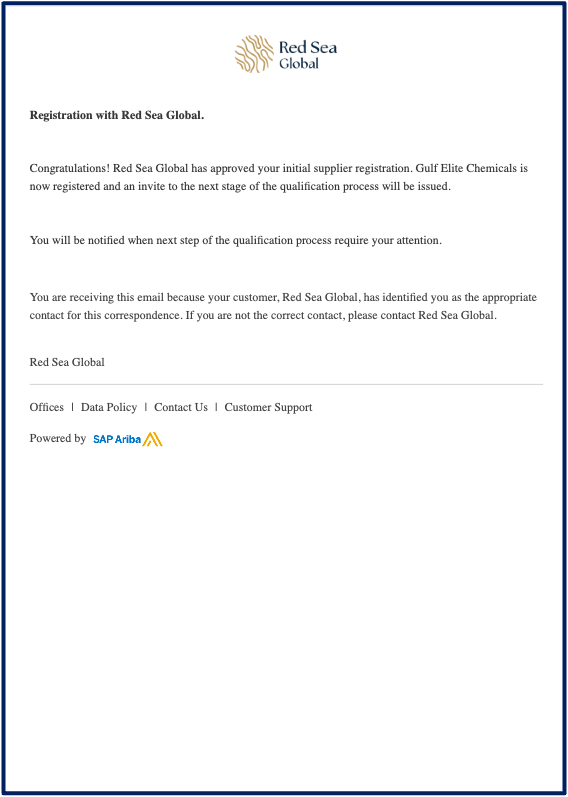 Red Sea
Global
Registration with Red Sea Global.
Congratulations! Red Sea Global has approved your initial supplier registration. Gulf Elite Chemicals is
now registered and an invite to the next stage of the qualification process will be issued.
You will be notified when next step of the qualification process require your attention.
You are receiving this email because your customer, Red Sea Global, has identified you as the appropriate
contact for this correspondence. If you are not the correct contact, please contact Red Sea Global.
Red Sea Global
Offices | Data Policy | Contact Us | Customer Support
Powered by SAP Ariba